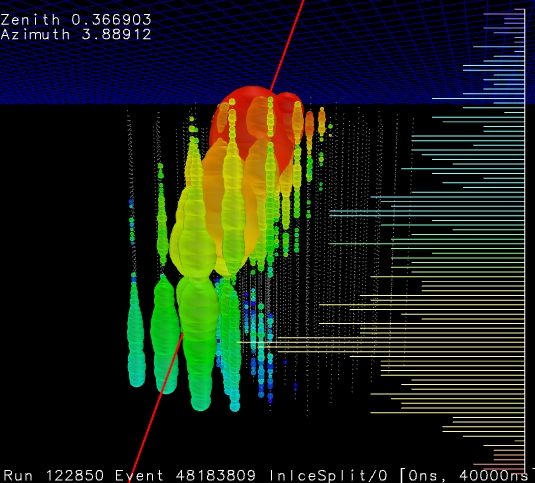 Zenith 0.366903
Azimuth 3.88912
Run 122850 Event 48183809 InIceSplit/0 [0ns, 40000ns